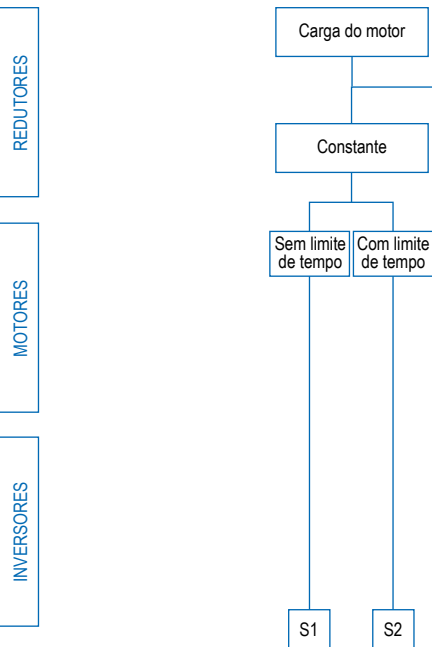 REDUTORES
MOTORES
INVERSORES
Carga do motor
Constante
Sem limite
de tempo
Com limite
de tempo
S1
S2